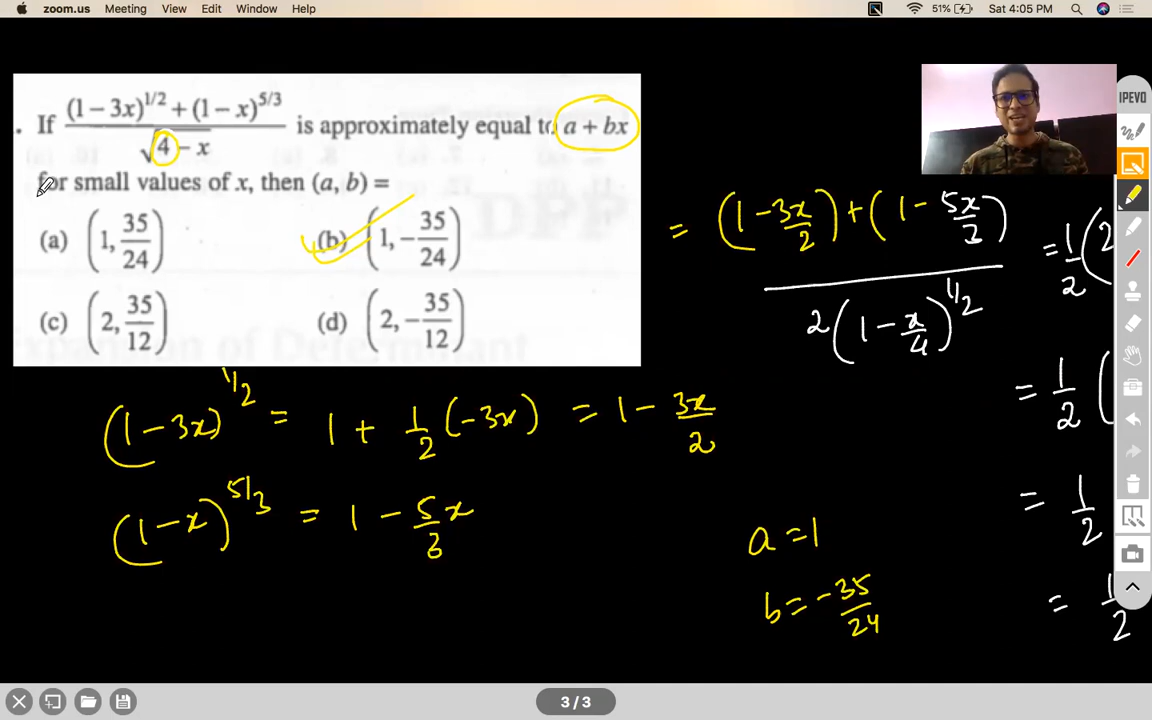 zoom.us Meeting View Edit Window Help 51% Sat 4:05 PM
. If (1 – 3x)^{1/2} + (1 – x)^{5/3} / √(4 – x) is approximately equal to a + bx
for small values of x, then (a, b) =
(a) (1, 35/24) (b) (1, –35/24)
(c) (2, 35/12) (d) (2, –35/12)
IPEVO
= (1 – 3x/2) + (1 – 5x/3) / 2(1 – x/4)^{1/2}
= 1/2 (2
= 1/2 (
= 1/2
= 1/2
(1 – 3x)^{1/2} = 1 + 1/2 (–3x) = 1 – 3x/2
(1 – x)^{5/3} = 1 – 5/3 x
a = 1
b = –35/24
3 / 3